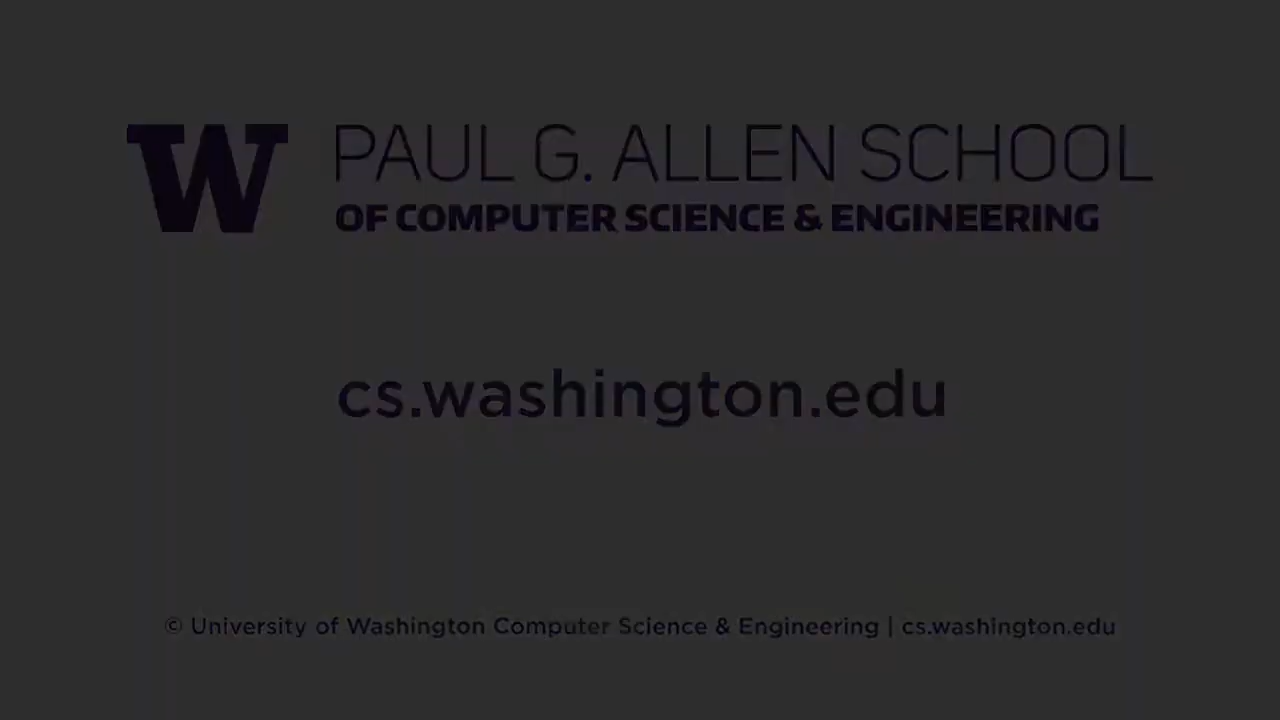 W PAUL G. ALLEN SCHOOL
OF COMPUTER SCIENCE & ENGINEERING
cs.washington.edu
© University of Washington Computer Science & Engineering | cs.washington.edu